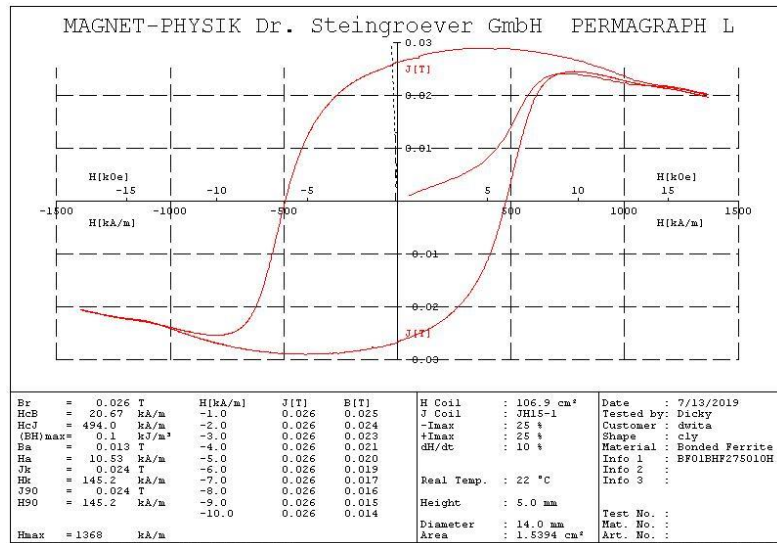 MAGNET-PHYSIK Dr. Steingroever GmbH PERMAGRAPH L
0.03
J[T]
0.02
0.01
H[kOe] H[kOe]
-15 -10 -5 5 10 15
-1500 -1000 -500 500 1000 1500
H[kA/m] H[kA/m]
0.01
0.02
J[T]
0.03
Br = 0.026 T
HcB = 20.67 kA/m
HcJ = 494.0 kA/m
(BH)max= 0.1 kJ/m³
Ba = 0.013 T
Ha = 10.53 kA/m
Jk = 0.024 T
Hk = 145.2 kA/m
J90 = 0.024 T
H90 = 145.2 kA/m
Hmax = 1368 kA/m
H[kA/m] J[T] B[T]
-1.0 0.026 0.025
-2.0 0.026 0.024
-3.0 0.026 0.023
-4.0 0.026 0.021
-5.0 0.026 0.020
-6.0 0.026 0.019
-7.0 0.026 0.017
-8.0 0.026 0.016
-9.0 0.026 0.015
-10.0 0.026 0.014
H Coil : 106.9 cm²
J Coil : JH15-1
-Imax : 25 %
+Imax : 25 %
dH/dt : 10 %
Real Temp. : 22 °C
Height : 5.0 mm
Diameter : 14.0 mm
Area : 1.5394 cm²
Date : 7/13/2019
Tested by: Dicky
Customer : dwita
Shape : cly
Material : Bonded Ferrite
Info 1 : BF01BHF275010H
Info 2 :
Info 3 :
Test No. :
Mat. No. :
Art. No. :